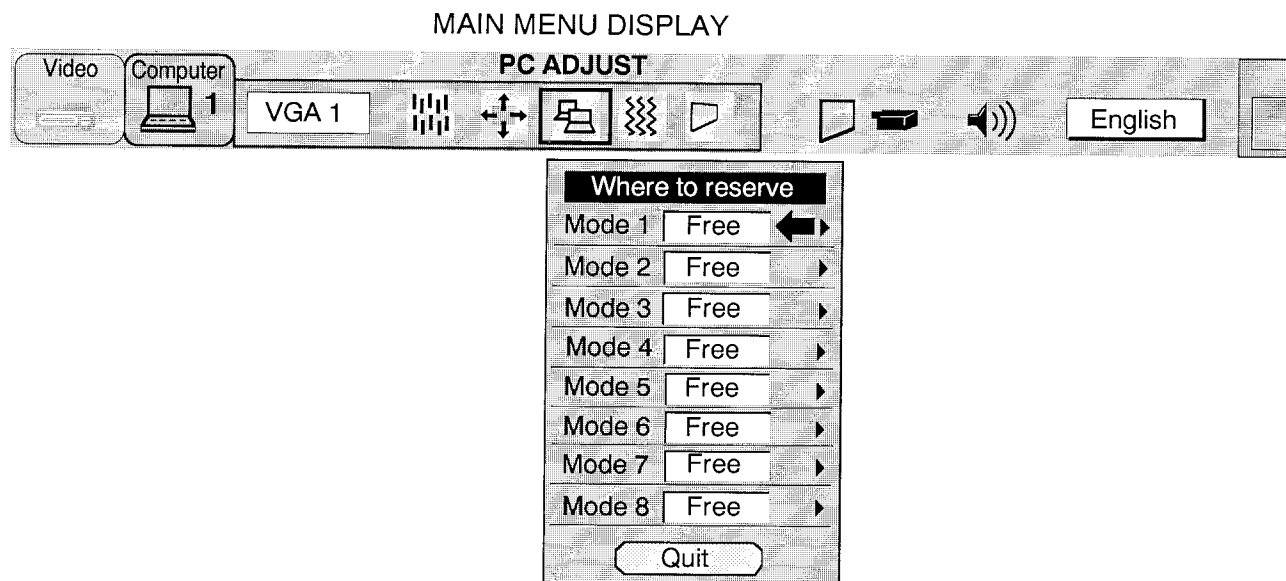 MAIN MENU DISPLAY
Video
Computer
PC ADJUST
1
VGA 1
English
Where to reserve
Mode 1 Free
Mode 2 Free
Mode 3 Free
Mode 4 Free
Mode 5 Free
Mode 6 Free
Mode 7 Free
Mode 8 Free
Quit